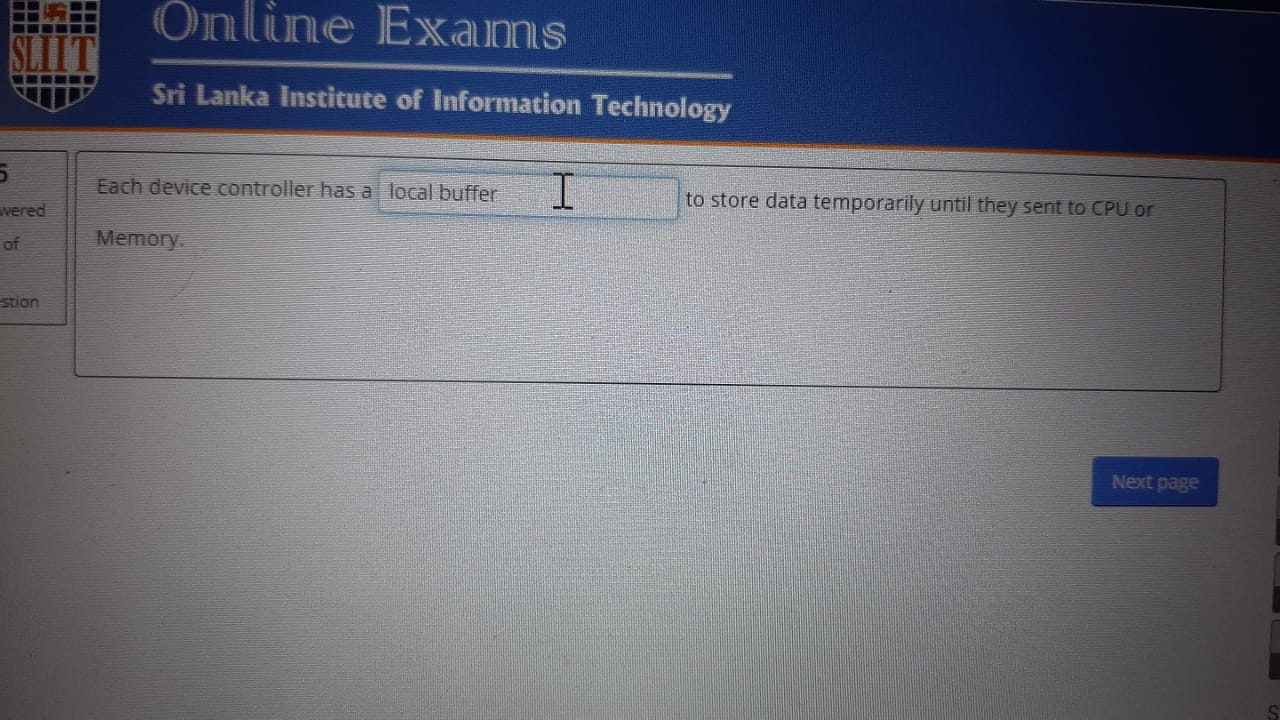 Online Exams
SLIIT
Sri Lanka Institute of Information Technology
5
wered
of
stion
Each device controller has a local buffer to store data temporarily until they sent to CPU or
Memory.
Next page
S